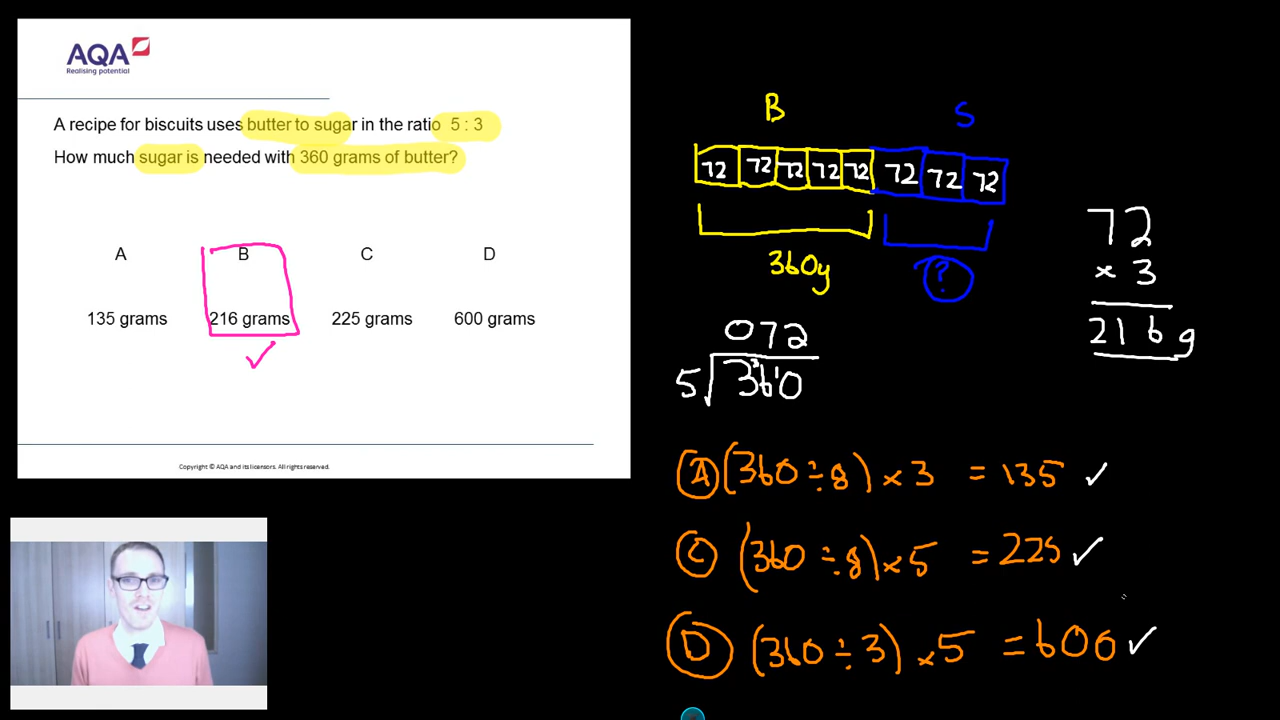 AQA
Realising potential
A recipe for biscuits uses butter to sugar in the ratio 5 : 3
How much sugar is needed with 360 grams of butter?
A B C D
135 grams 216 grams 225 grams 600 grams
Copyright © AQA and its licensors. All rights reserved.
B S
72 72 72 72 72 72 72 72
360g
?
72
× 3
216g
072
5 3³6¹0
A (360 ÷ 8) × 3 = 135 ✓
C (360 ÷ 8) × 5 = 225 ✓
D (360 ÷ 3) × 5 = 600 ✓